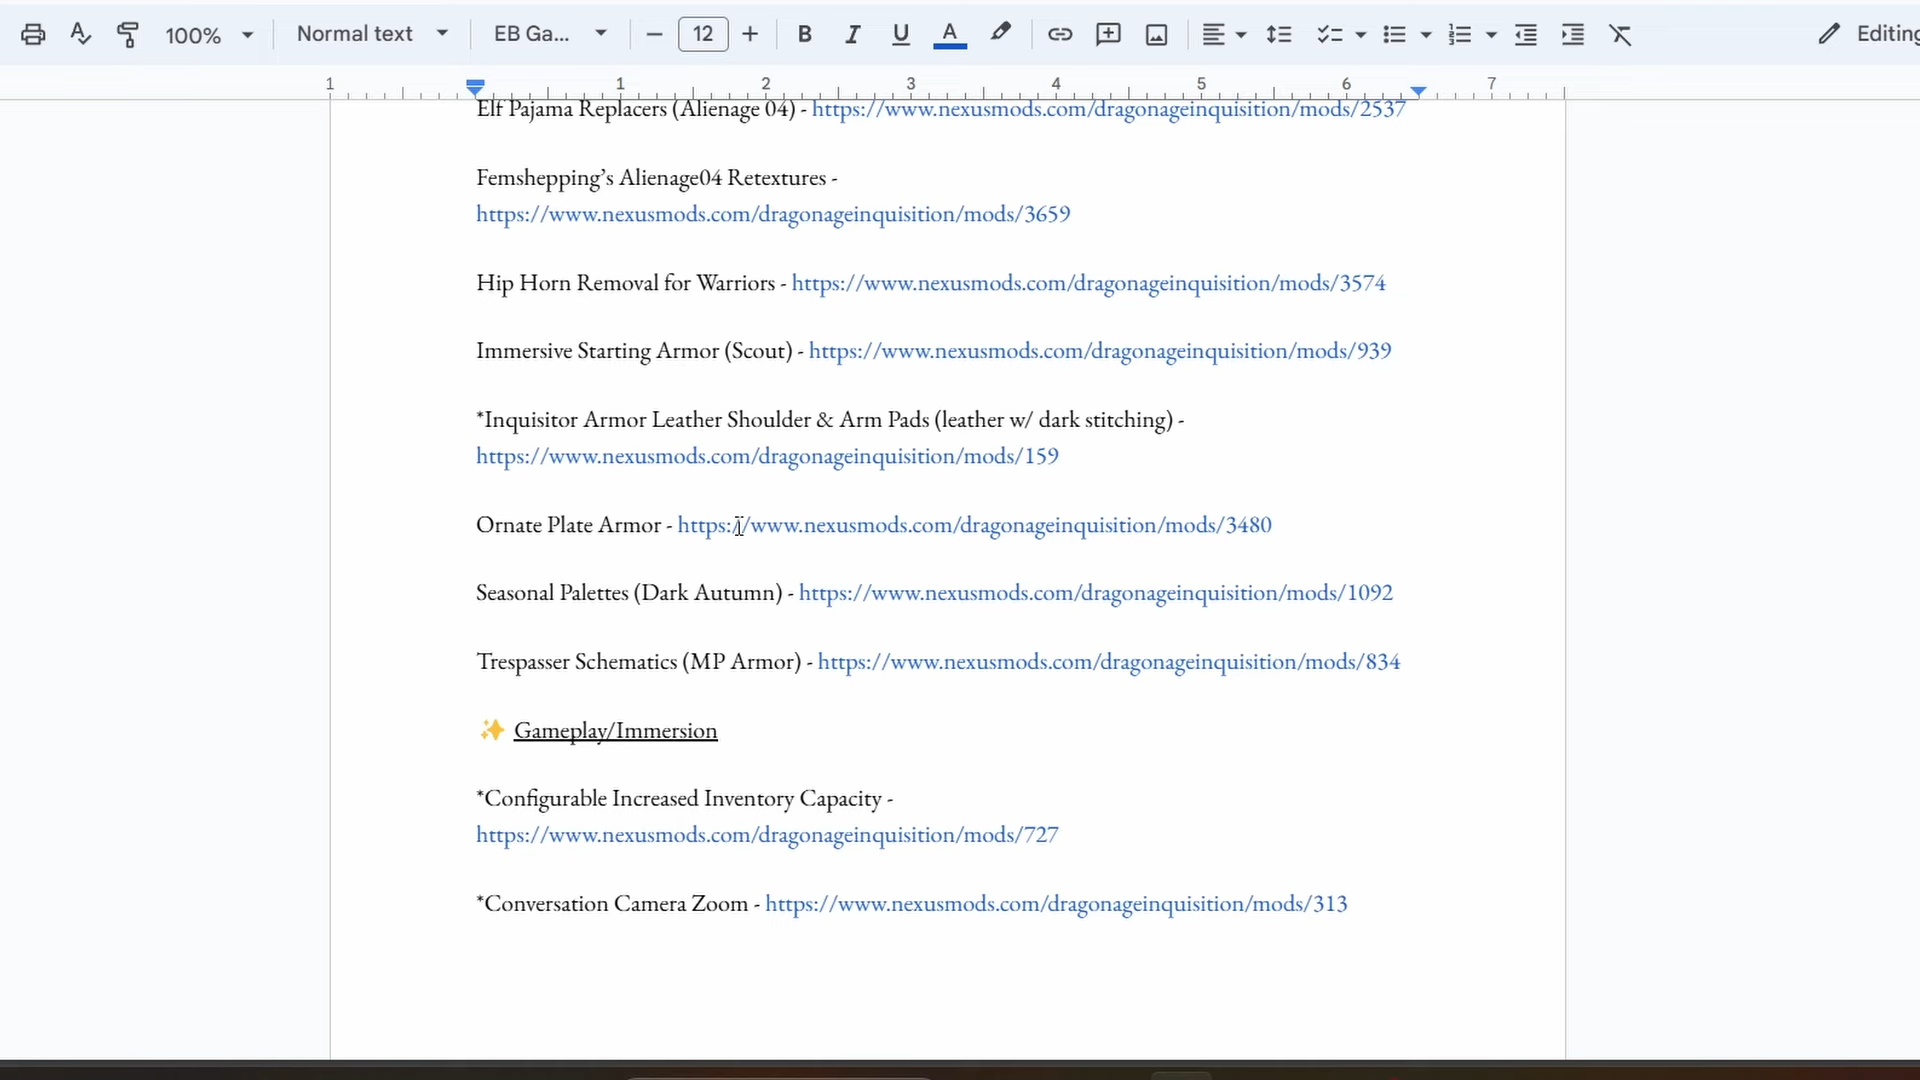 100% Normal text EB Ga... 12 B I U A Editing
1 1 2 3 4 5 6 7
Elf Pajama Replacers (Alienage 04) - https://www.nexusmods.com/dragonageinquisition/mods/2537
Femshepping’s Alienage04 Retextures -
https://www.nexusmods.com/dragonageinquisition/mods/3659
Hip Horn Removal for Warriors - https://www.nexusmods.com/dragonageinquisition/mods/3574
Immersive Starting Armor (Scout) - https://www.nexusmods.com/dragonageinquisition/mods/939
*Inquisitor Armor Leather Shoulder & Arm Pads (leather w/ dark stitching) -
https://www.nexusmods.com/dragonageinquisition/mods/159
Ornate Plate Armor - https://www.nexusmods.com/dragonageinquisition/mods/3480
Seasonal Palettes (Dark Autumn) - https://www.nexusmods.com/dragonageinquisition/mods/1092
Trespasser Schematics (MP Armor) - https://www.nexusmods.com/dragonageinquisition/mods/834
✨ Gameplay/Immersion
*Configurable Increased Inventory Capacity -
https://www.nexusmods.com/dragonageinquisition/mods/727
*Conversation Camera Zoom - https://www.nexusmods.com/dragonageinquisition/mods/313